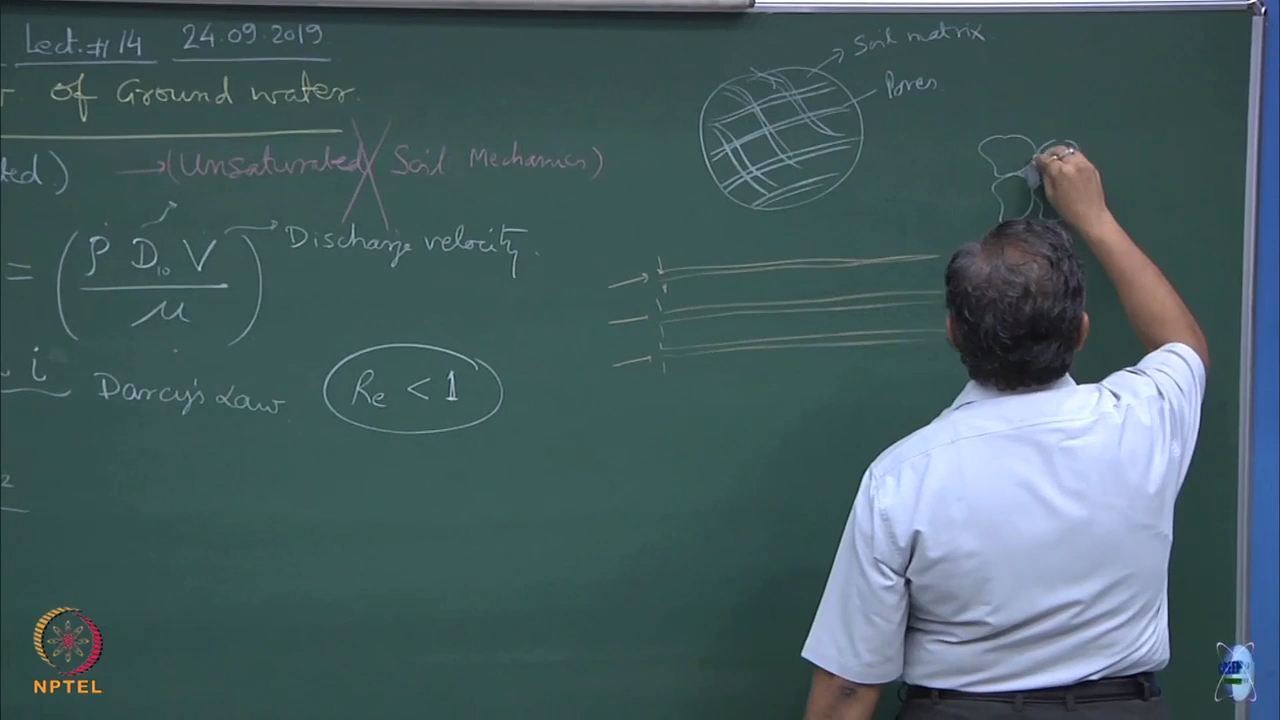 Lect. # 14 24.09.2019
of Ground water.
ted) → (Unsaturated Soil Mechanics)
= ( ρ D10 V / μ ) → Discharge velocity.
i Darcy's Law Re < 1
2
Soil matrix
Pores
NPTEL